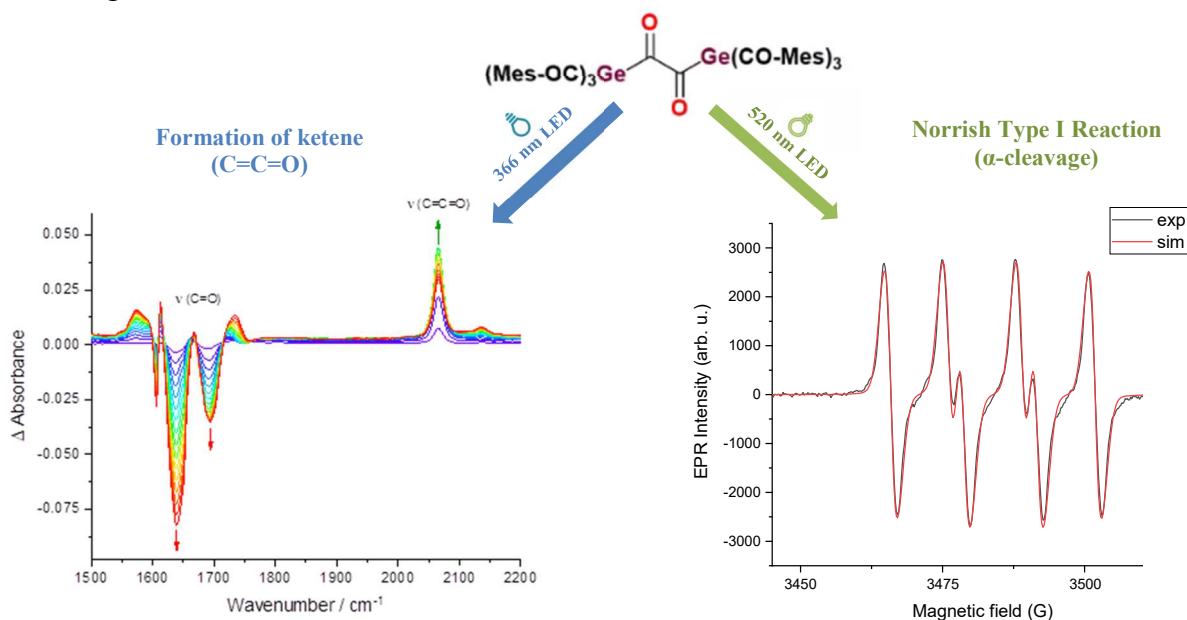 O
(Mes-OC)₃Ge
Ge(CO-Mes)₃
O
366 nm LED
520 nm LED
Formation of ketene
(C=C=O)
Norrish Type I Reaction
(α-cleavage)
ν (C=C=O)
ν (C=O)
0.050
0.025
0.000
-0.025
-0.050
-0.075
Δ Absorbance
1500 1600 1700 1800 1900 2000 2100 2200
Wavenumber / cm⁻¹
exp
sim
3000
2000
1000
0
-1000
-2000
-3000
EPR Intensity (arb. u.)
3450 3475 3500
Magnetic field (G)